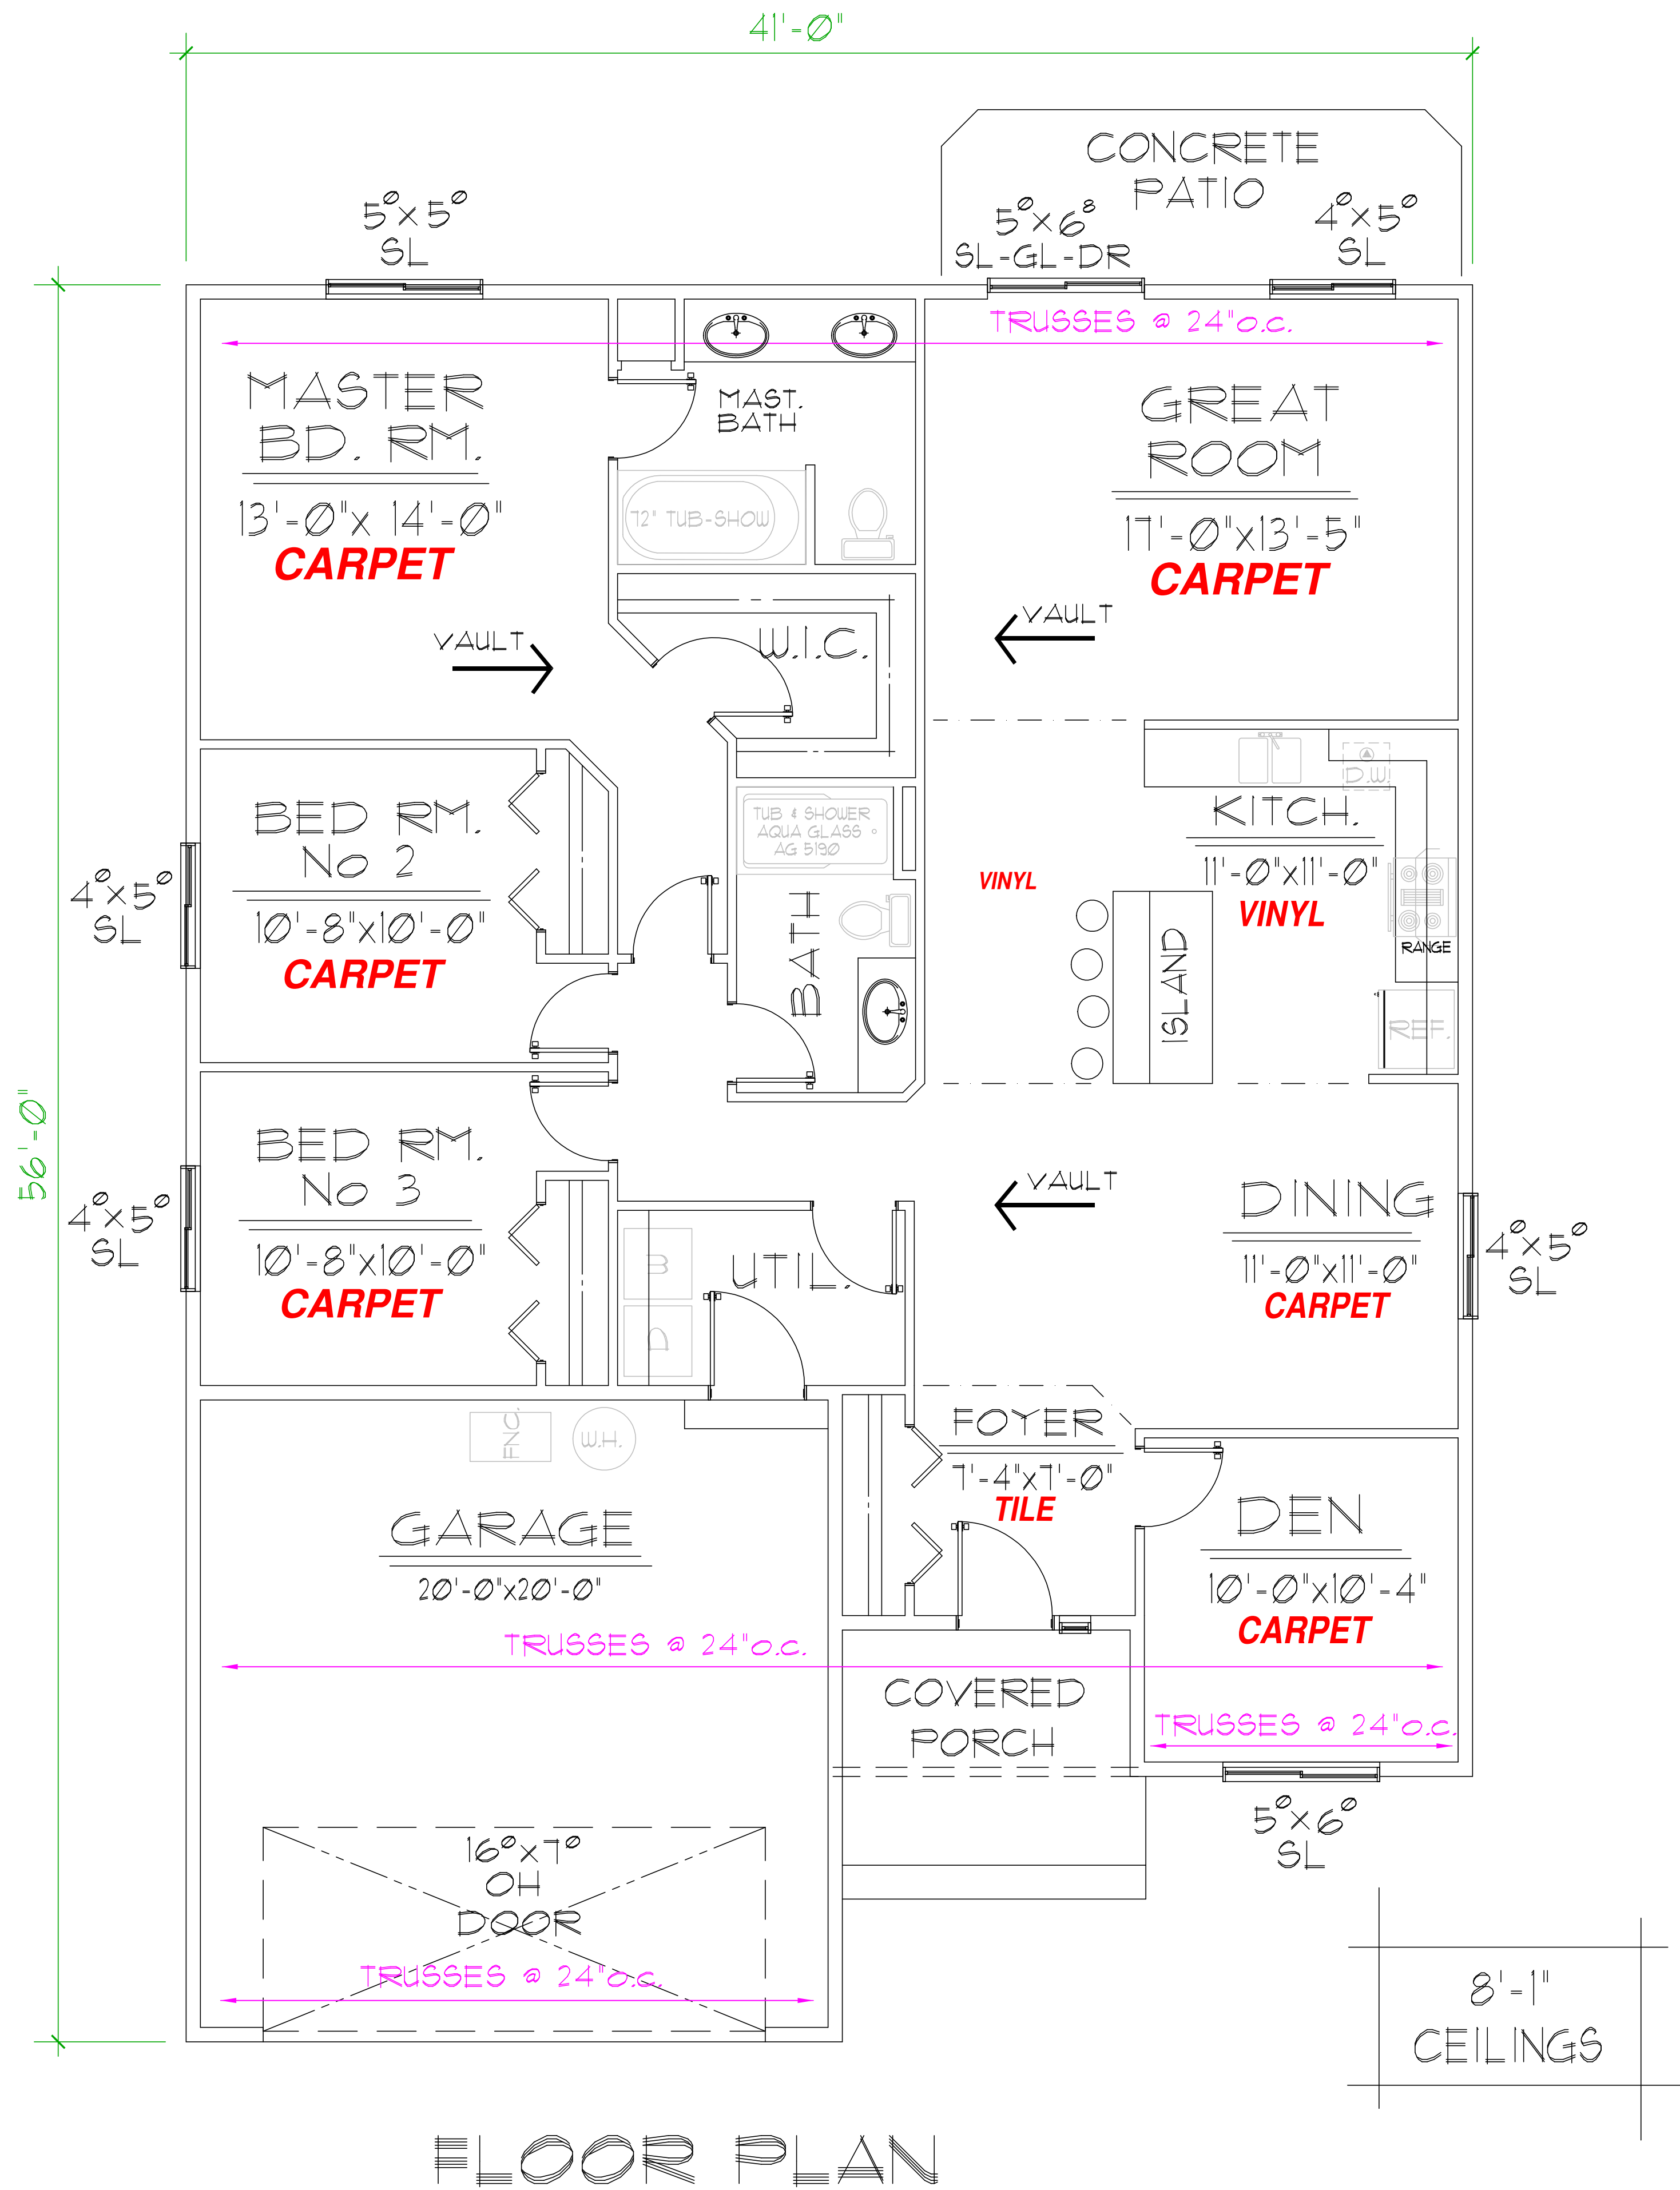 41'-0"
CONCRETE
PATIO
5⁰x5⁰
SL
5⁰x6⁸
SL-GL-DR
4⁰x5⁰
SL
TRUSSES @ 24"o.c.
MASTER
BD. RM.
13'-0"x 14'-0"
CARPET
MAST.
BATH
72" TUB-SHOW
GREAT
ROOM
17'-0"x13'-5"
CARPET
VAULT
VAULT
W.I.C.
BED RM.
No 2
10'-8"x10'-0"
CARPET
4⁰x5⁰
SL
TUB & SHOWER
AQUA GLASS
AG 5190
BATH
D.W.
KITCH.
11'-0"x11'-0"
VINYL
VINYL
RANGE
ISLAND
REF.
56'-0"
BED RM.
No 3
10'-8"x10'-0"
CARPET
4⁰x5⁰
SL
VAULT
DINING
11'-0"x11'-0"
CARPET
4⁰x5⁰
SL
W
D
UTIL.
FNC.
W.H.
FOYER
7'-4"x7'-0"
TILE
GARAGE
20'-0"x20'-0"
DEN
10'-0"x10'-4"
CARPET
TRUSSES @ 24"o.c.
COVERED
PORCH
TRUSSES @ 24"o.c.
5⁰x6⁰
SL
16⁰x7⁰
OH
DOOR
TRUSSES @ 24"o.c.
8'-1"
CEILINGS
FLOOR PLAN